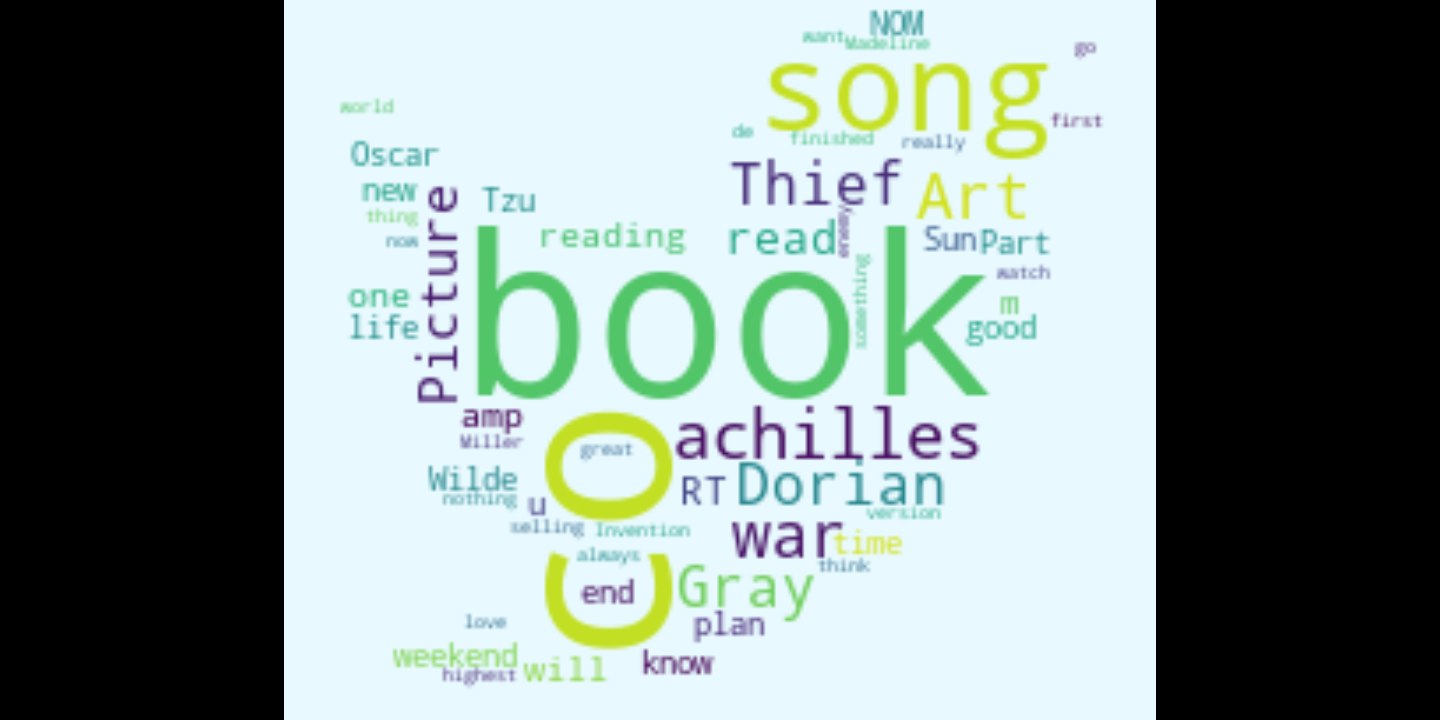 NOM
want Madeline
go
song
world
first
de finished really
Oscar
Thief
new
Tzu
Art
Picture
thing
reading
read
enemy
Sun
Part
now
book
something
watch
one
m
life
good
amp
achilles
Miller
great
co
Wilde
RT
Dorian
nothing
u
version
selling
Invention
war
time
always
think
end
Gray
love
plan
weekend
know
highest
will